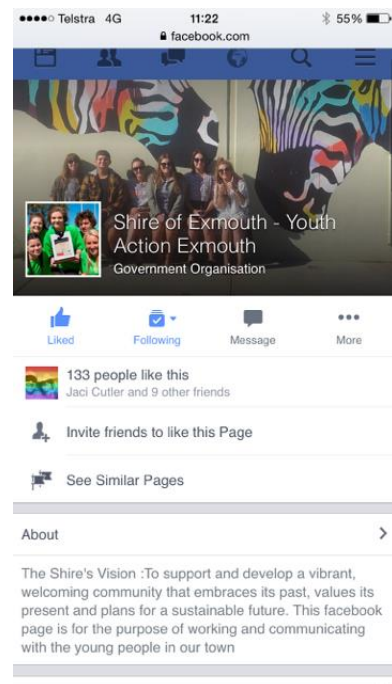 Telstra 4G 11:22 55%
facebook.com
Shire of Exmouth - Youth
Action Exmouth
Government Organisation
Liked Following Message More
133 people like this
Jaci Cutler and 9 other friends
Invite friends to like this Page
See Similar Pages
About
The Shire's Vision :To support and develop a vibrant,
welcoming community that embraces its past, values its
present and plans for a sustainable future. This facebook
page is for the purpose of working and communicating
with the young people in our town